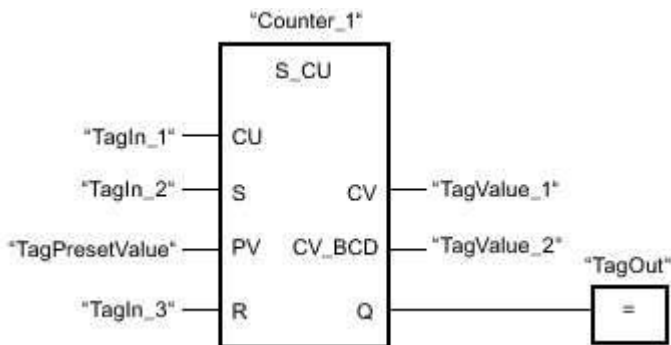 "Counter_1"
S_CU
"TagIn_1" CU
"TagIn_2" S CV "TagValue_1"
"TagPresetValue" PV CV_BCD "TagValue_2"
"TagOut"
"TagIn_3" R Q =